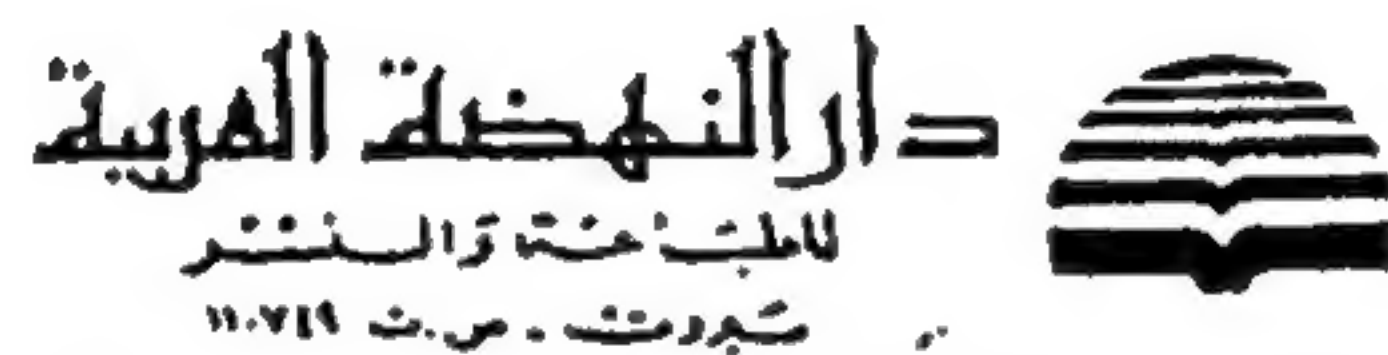 دار النهضة العربية
للطباعة والنشر
بيروت . ص.ب ١١٠٧٤٩